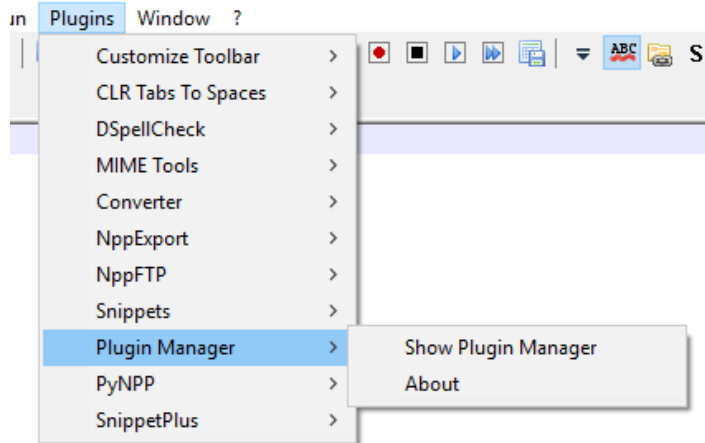 un Plugins Window ?
ABC S
Customize Toolbar
CLR Tabs To Spaces
DSpellCheck
MIME Tools
Converter
NppExport
NppFTP
Snippets
Plugin Manager
Show Plugin Manager
PyNPP
About
SnippetPlus